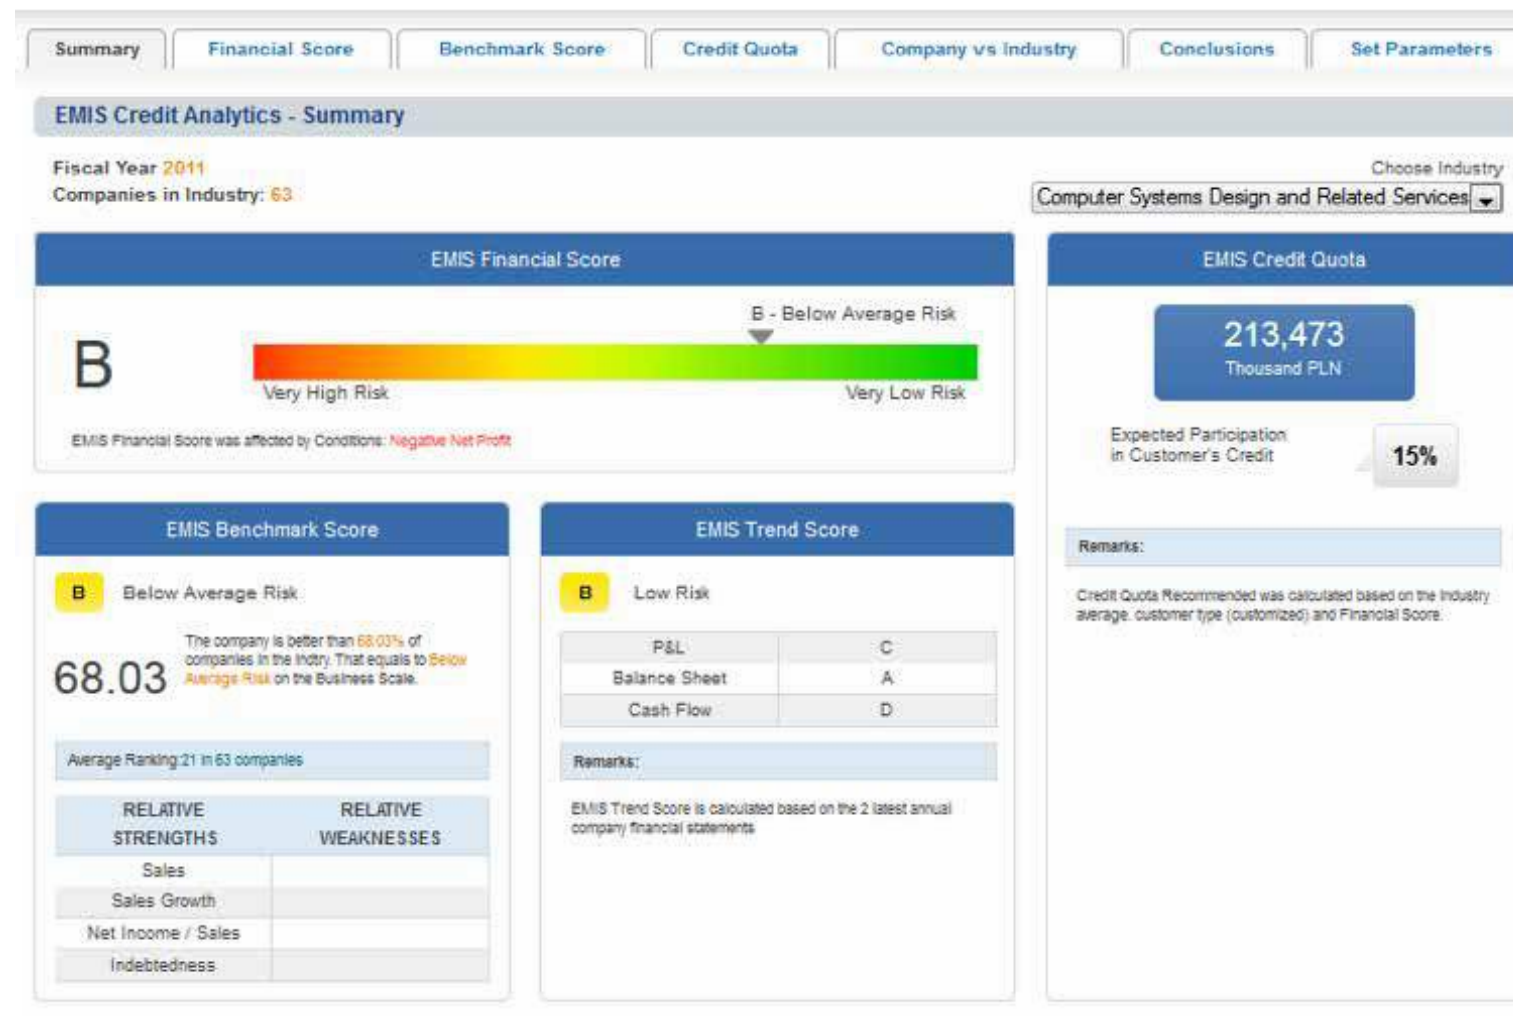 Summary
Financial Score
Benchmark Score
Credit Quota
Company vs Industry
Conclusions
Set Parameters
EMIS Credit Analytics - Summary
Fiscal Year 2011
Companies in Industry: 63
Choose Industry
Computer Systems Design and Related Services
EMIS Financial Score
B
B - Below Average Risk
Very High Risk
Very Low Risk
EMIS Financial Score was affected by Conditions: Negative Net Profit
EMIS Credit Quota
213,473
Thousand PLN
Expected Participation
in Customer's Credit
15%
Remarks:
Credit Quota Recommended was calculated based on the Industry
average, customer type (customized) and Financial Score.
EMIS Benchmark Score
B Below Average Risk
68.03
The company is better than 68.03% of
companies in the Indtry. That equals to Below
Average Risk on the Business Scale.
Average Ranking:21 in 63 companies
RELATIVE STRENGTHS RELATIVE WEAKNESSES
Sales
Sales Growth
Net Income / Sales
Indebtedness
EMIS Trend Score
B Low Risk
P&L C
Balance Sheet A
Cash Flow D
Remarks:
EMIS Trend Score is calculated based on the 2 latest annual
company financial statements